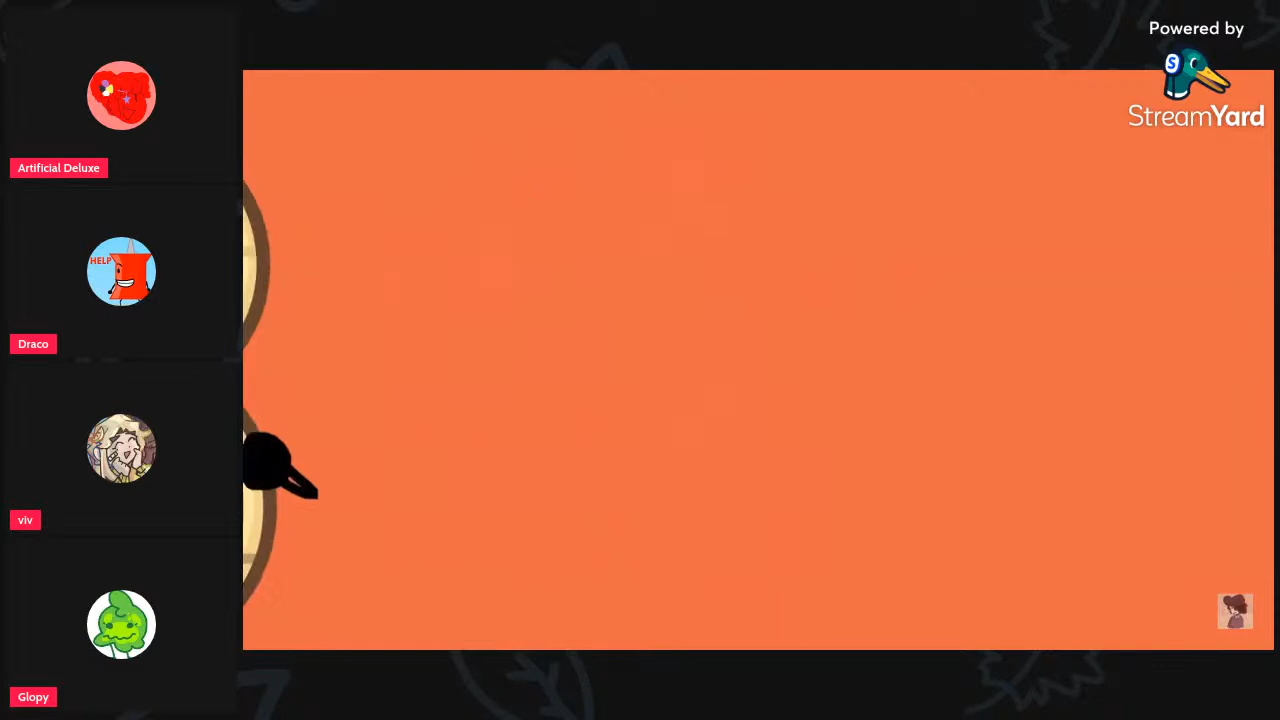 Powered by
S
StreamYard
Artificial Deluxe
HELP
Draco
viv
Glopy